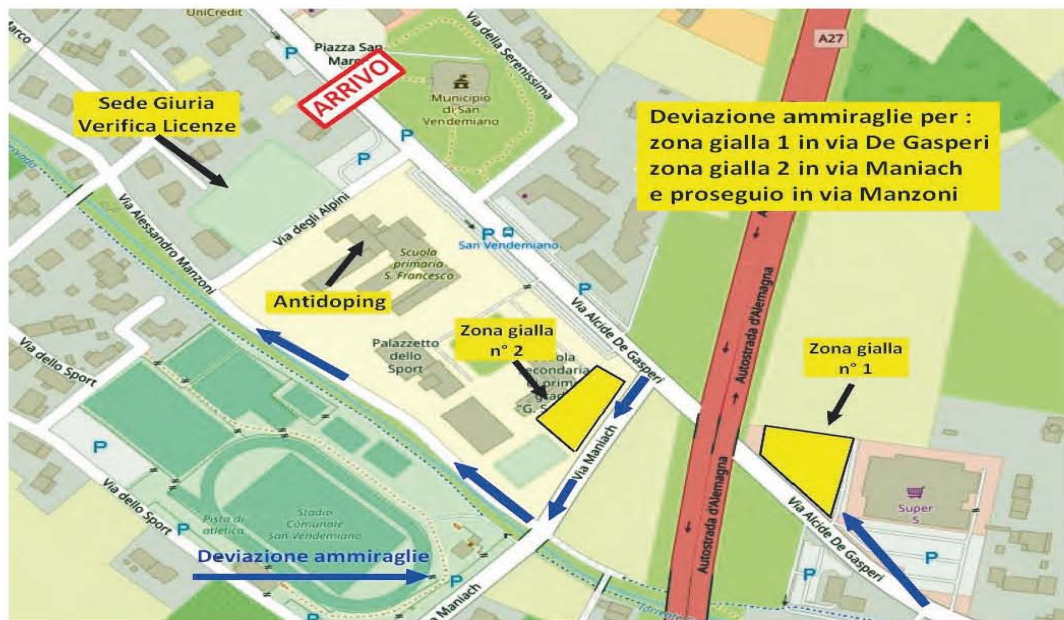 UniCredit
Marco
Piazza San
Marco
ARRIVO
Via della Serenissima
Municipio
di San
Vendemiano
A27
Sede Giuria
Verifica Licenze
Deviazione ammiraglie per :
zona gialla 1 in via De Gasperi
zona gialla 2 in via Maniach
e proseguio in via Manzoni
Via degli Alpini
Via Alessandro Manzoni
P
P
P
P
San Vendemiano
P
Scuola
primaria
S. Francesco
Antidoping
Via Alcide De Gasperi
Autostrada d'Alemagna
Palazzetto
dello
Sport
Zona gialla
n° 2
Zona gialla
n° 1
Via Maniach
Via dello Sport
P
Via dello Sport
Pista di
atletica
Stadio
Comunale
San Vendemiano
Deviazione ammiraglie
P
P
P
Via Maniach
Autostrada d'Alemagna
Super
S
Via Alcide De Gasperi
P
P